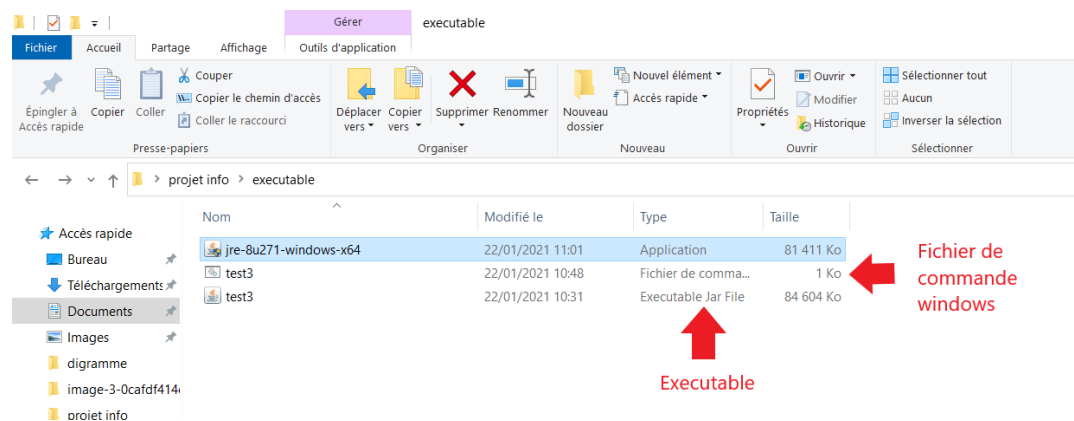 Gérer
executable
Fichier
Accueil
Partage
Affichage
Outils d'application
Épingler à
Accès rapide
Copier
Coller
Couper
Copier le chemin d'accès
Coller le raccourci
Presse-papiers
Déplacer
vers
Copier
vers
Supprimer
Renommer
Organiser
Nouveau
dossier
Nouvel élément
Accès rapide
Nouveau
Propriétés
Ouvrir
Modifier
Historique
Ouvrir
Sélectionner tout
Aucun
Inverser la sélection
Sélectionner
projet info > executable
Accès rapide
Bureau
Téléchargements
Documents
Images
digramme
image-3-0cafdf414
projet info
Nom Modifié le Type Taille
jre-8u271-windows-x64 22/01/2021 11:01 Application 81 411 Ko
test3 22/01/2021 10:48 Fichier de comma... 1 Ko
test3 22/01/2021 10:31 Executable Jar File 84 604 Ko
Fichier de
commande
windows
Executable